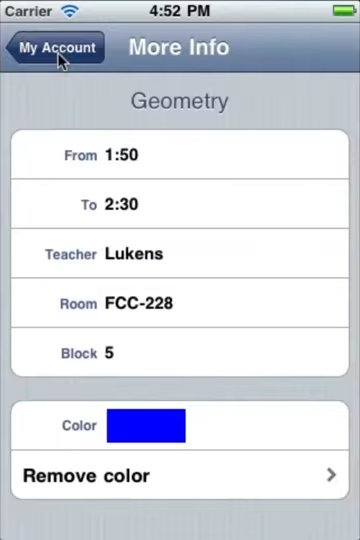 Carrier 4:52 PM
My Account More Info
Geometry
From 1:50
To 2:30
Teacher Lukens
Room FCC-228
Block 5
Color
Remove color